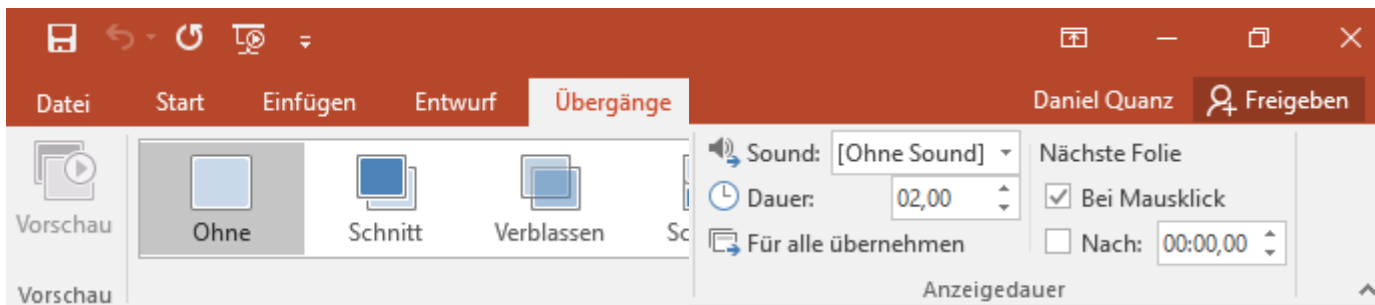 Datei Start Einfügen Entwurf Übergänge Daniel Quanz Freigeben
Sound: [Ohne Sound] Nächste Folie
Dauer: 02,00 Bei Mausklick
Vorschau Ohne Schnitt Verblassen Sc
Für alle übernehmen Nach: 00:00,00
Vorschau Anzeigedauer